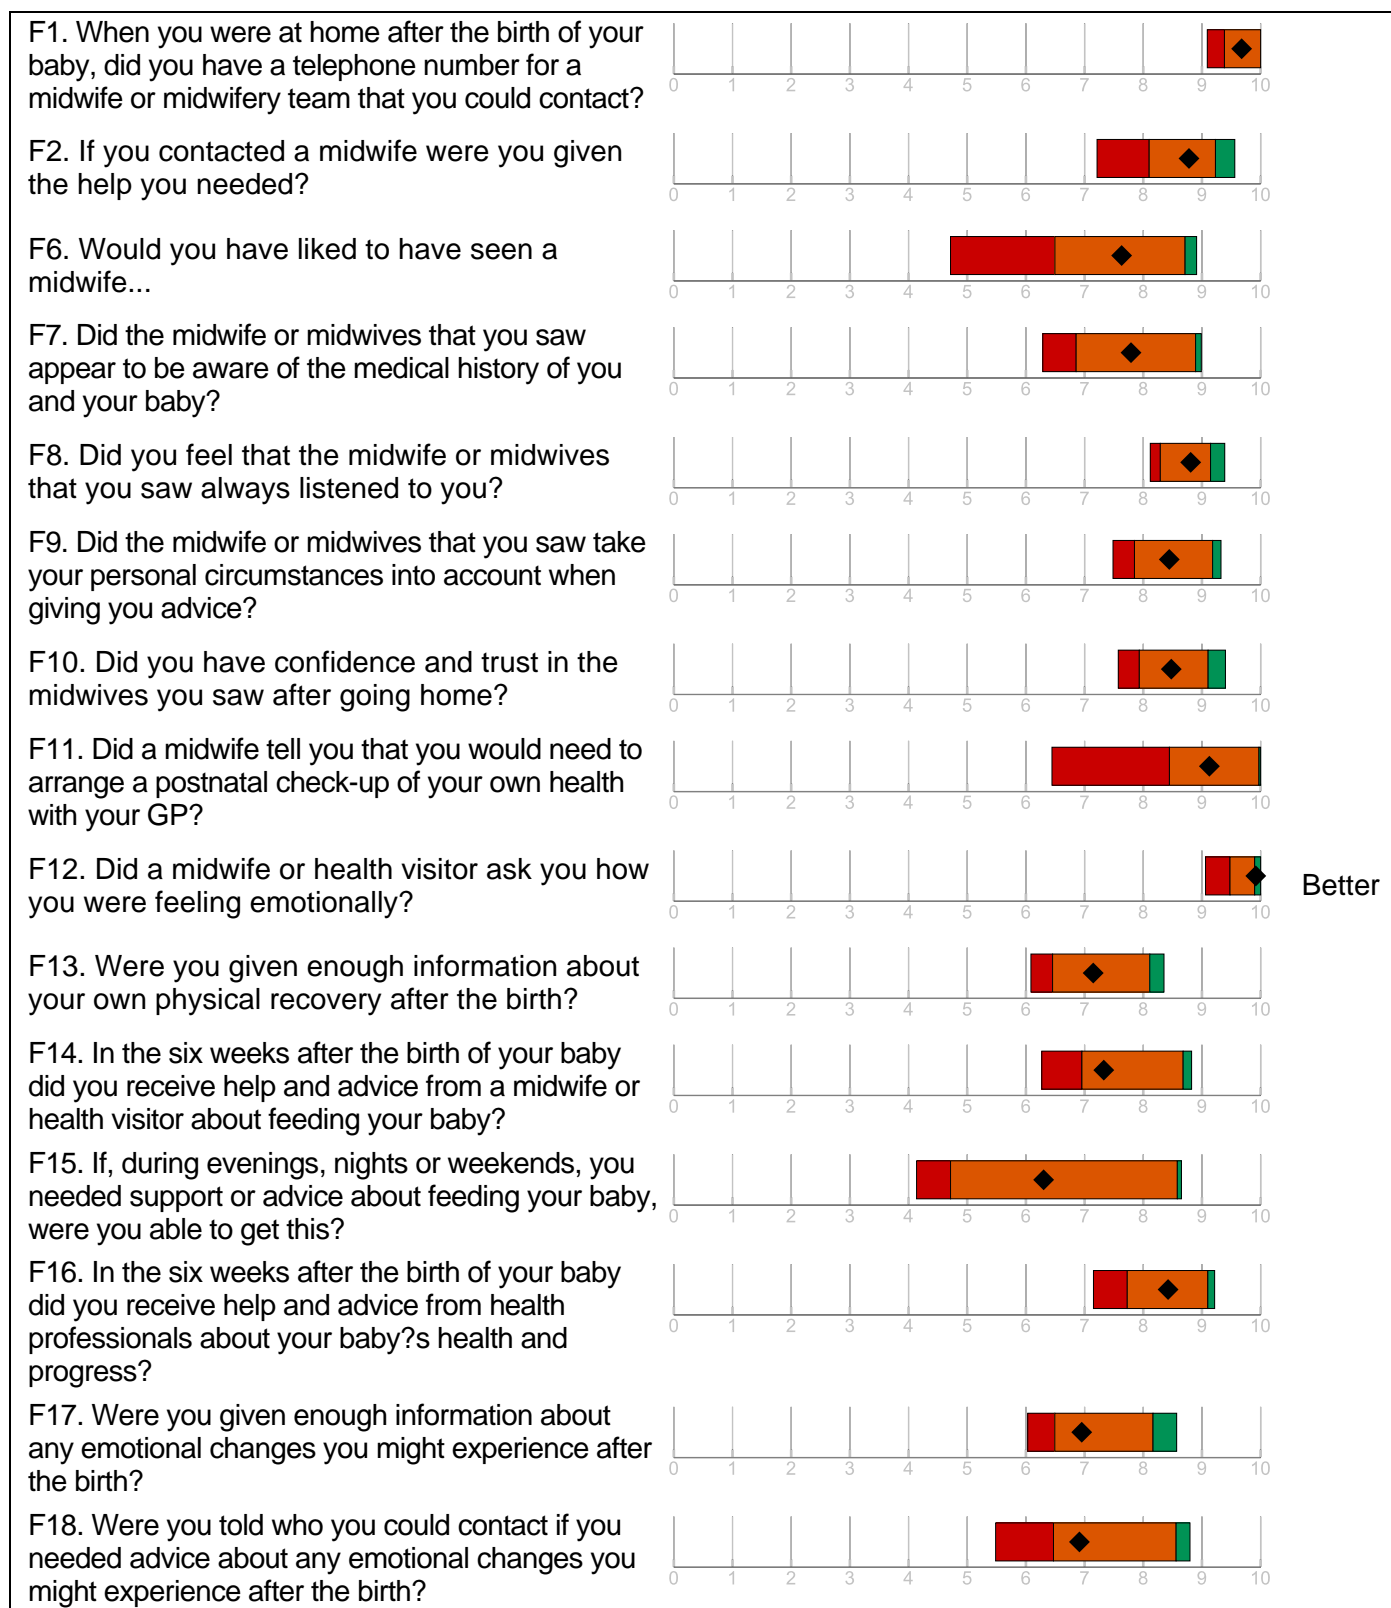 F1. When you were at home after the birth of your
baby, did you have a telephone number for a
midwife or midwifery team that you could contact?
0 1 2 3 4 5 6 7 8 9 10
F2. If you contacted a midwife were you given
the help you needed?
0 1 2 3 4 5 6 7 8 9 10
F6. Would you have liked to have seen a
midwife...
0 1 2 3 4 5 6 7 8 9 10
F7. Did the midwife or midwives that you saw
appear to be aware of the medical history of you
and your baby?
0 1 2 3 4 5 6 7 8 9 10
F8. Did you feel that the midwife or midwives
that you saw always listened to you?
0 1 2 3 4 5 6 7 8 9 10
F9. Did the midwife or midwives that you saw take
your personal circumstances into account when
giving you advice?
0 1 2 3 4 5 6 7 8 9 10
F10. Did you have confidence and trust in the
midwives you saw after going home?
0 1 2 3 4 5 6 7 8 9 10
F11. Did a midwife tell you that you would need to
arrange a postnatal check-up of your own health
with your GP?
0 1 2 3 4 5 6 7 8 9 10
F12. Did a midwife or health visitor ask you how
you were feeling emotionally?
0 1 2 3 4 5 6 7 8 9 10
Better
F13. Were you given enough information about
your own physical recovery after the birth?
0 1 2 3 4 5 6 7 8 9 10
F14. In the six weeks after the birth of your baby
did you receive help and advice from a midwife or
health visitor about feeding your baby?
0 1 2 3 4 5 6 7 8 9 10
F15. If, during evenings, nights or weekends, you
needed support or advice about feeding your baby,
were you able to get this?
0 1 2 3 4 5 6 7 8 9 10
F16. In the six weeks after the birth of your baby
did you receive help and advice from health
professionals about your baby?s health and
progress?
0 1 2 3 4 5 6 7 8 9 10
F17. Were you given enough information about
any emotional changes you might experience after
the birth?
0 1 2 3 4 5 6 7 8 9 10
F18. Were you told who you could contact if you
needed advice about any emotional changes you
might experience after the birth?
0 1 2 3 4 5 6 7 8 9 10